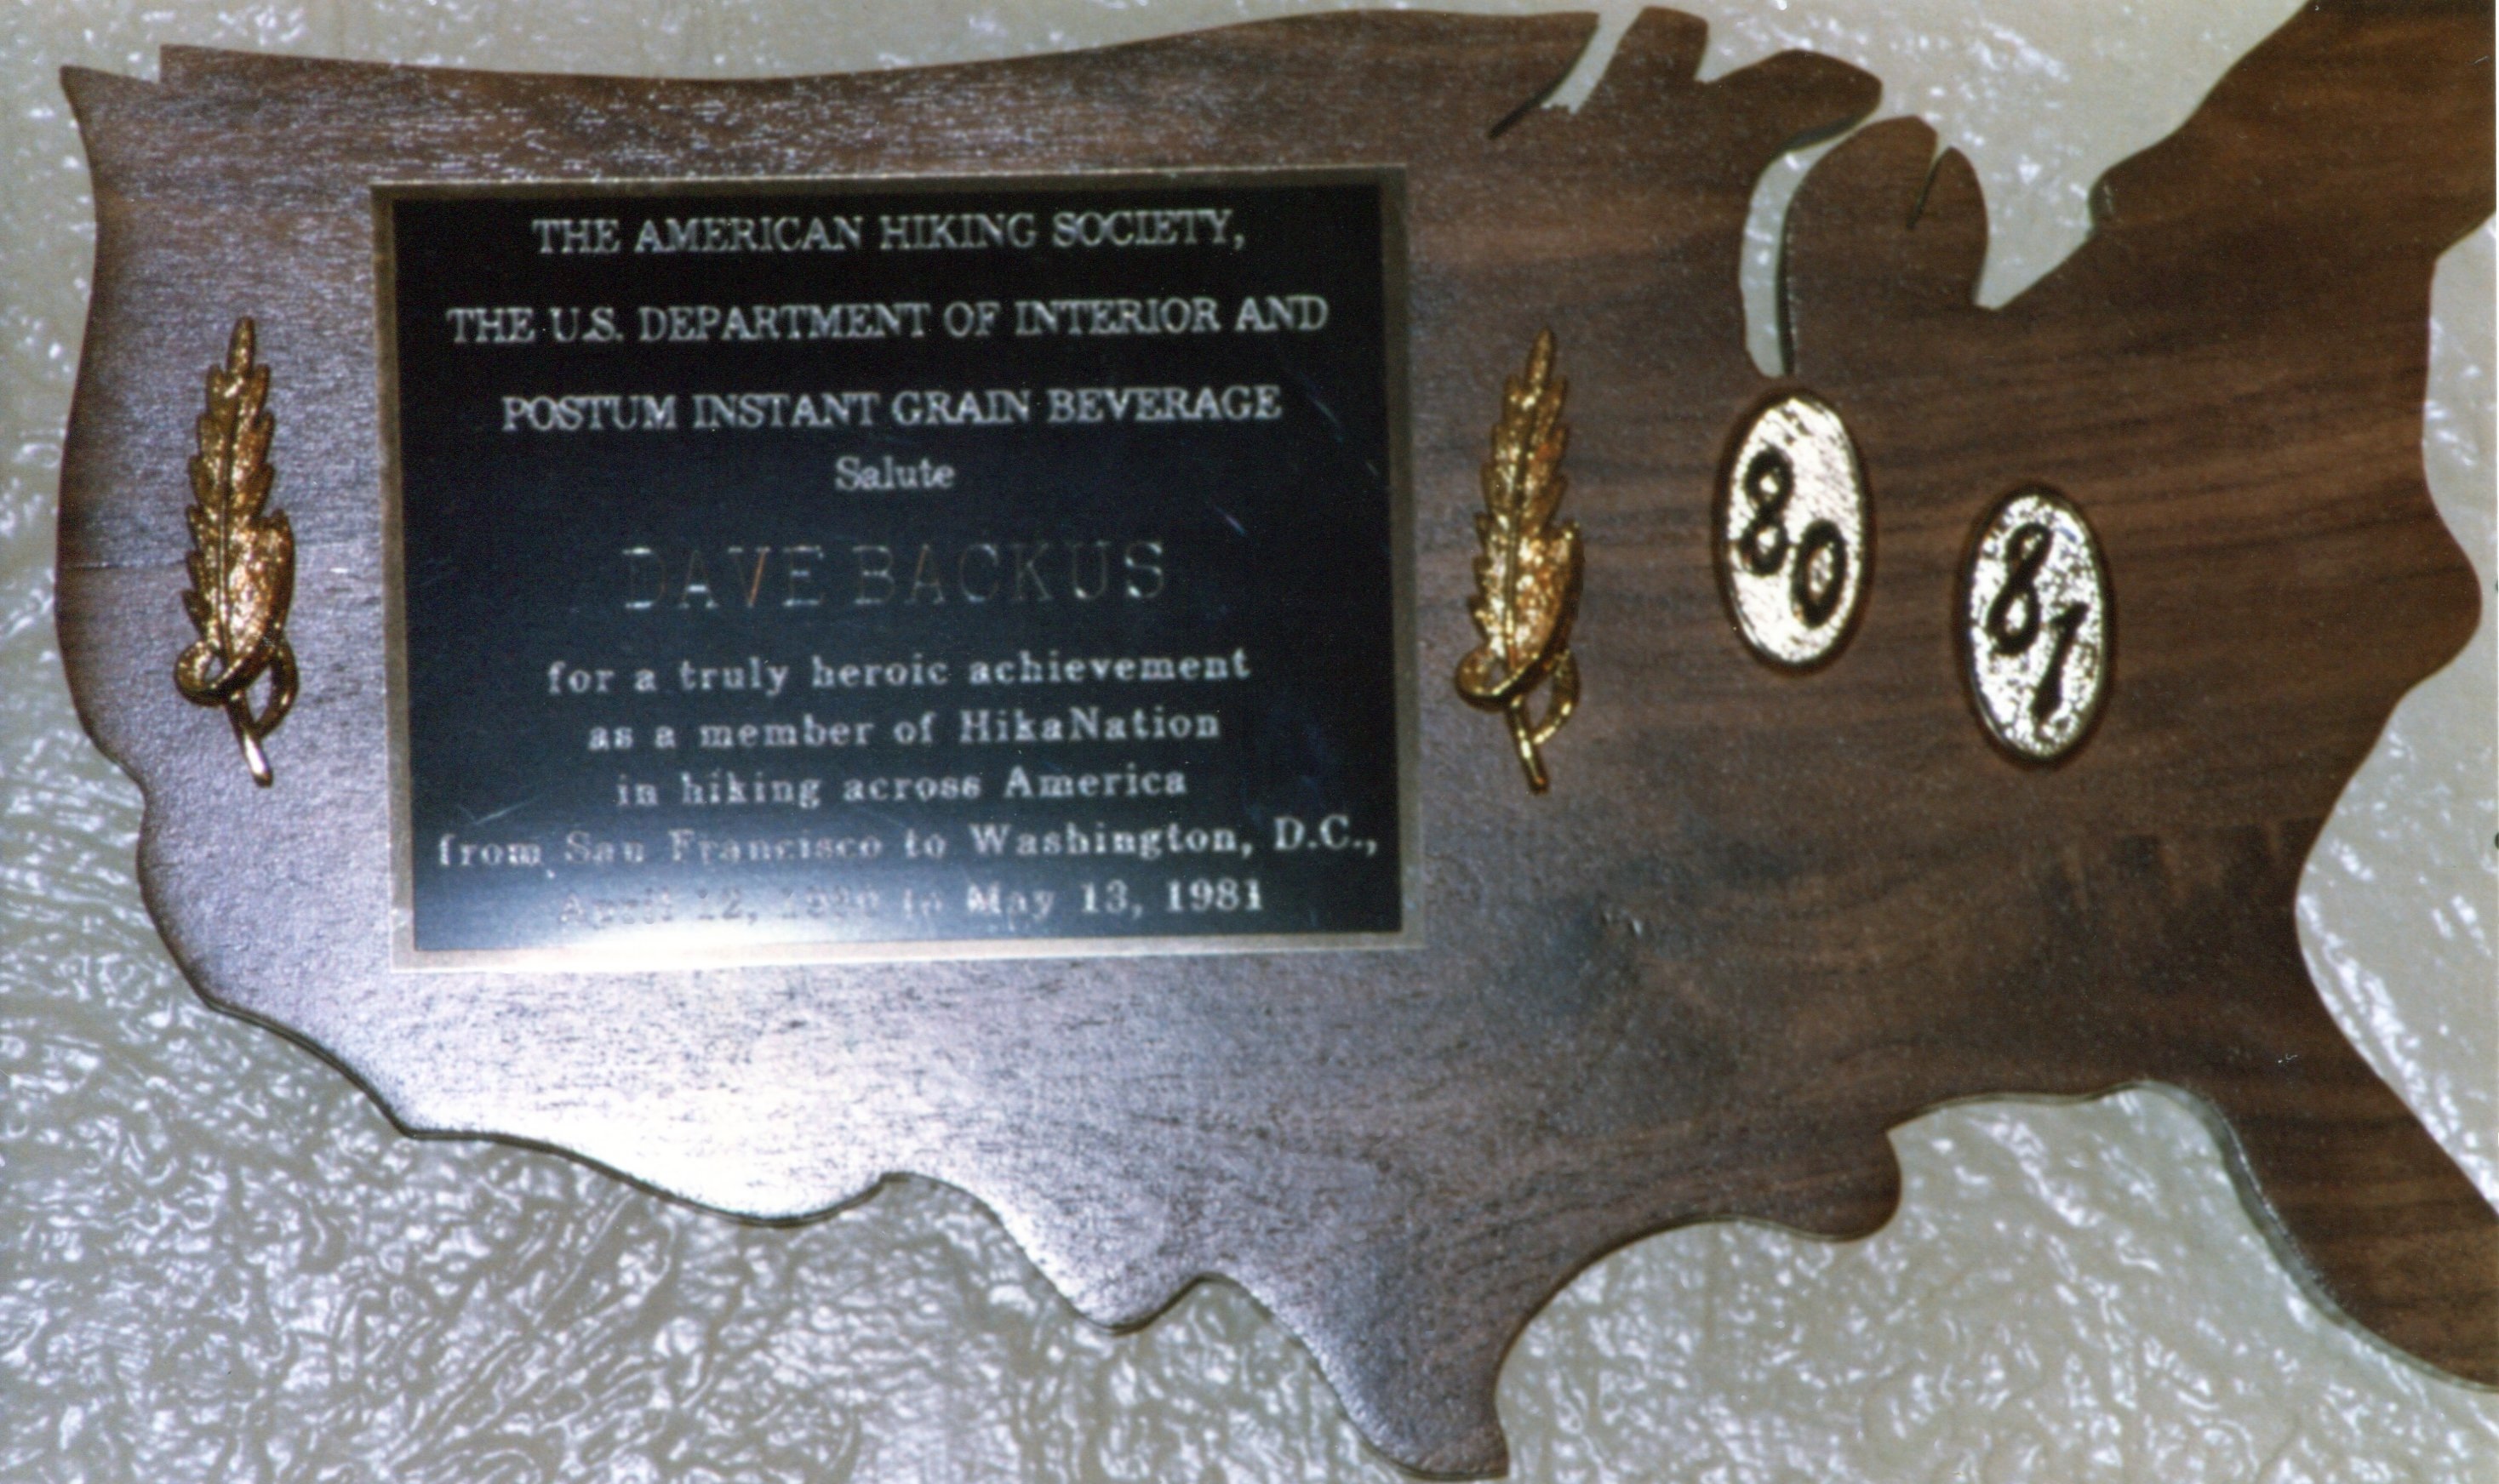 THE AMERICAN HIKING SOCIETY,
THE U.S. DEPARTMENT OF INTERIOR AND
POSTUM INSTANT GRAIN BEVERAGE
Salute
DAVE BACKUS
for a truly heroic achievement
as a member of HikaNation
in hiking across America
from San Francisco to Washington, D.C.,
April 12, 1980 to May 13, 1981
80
81